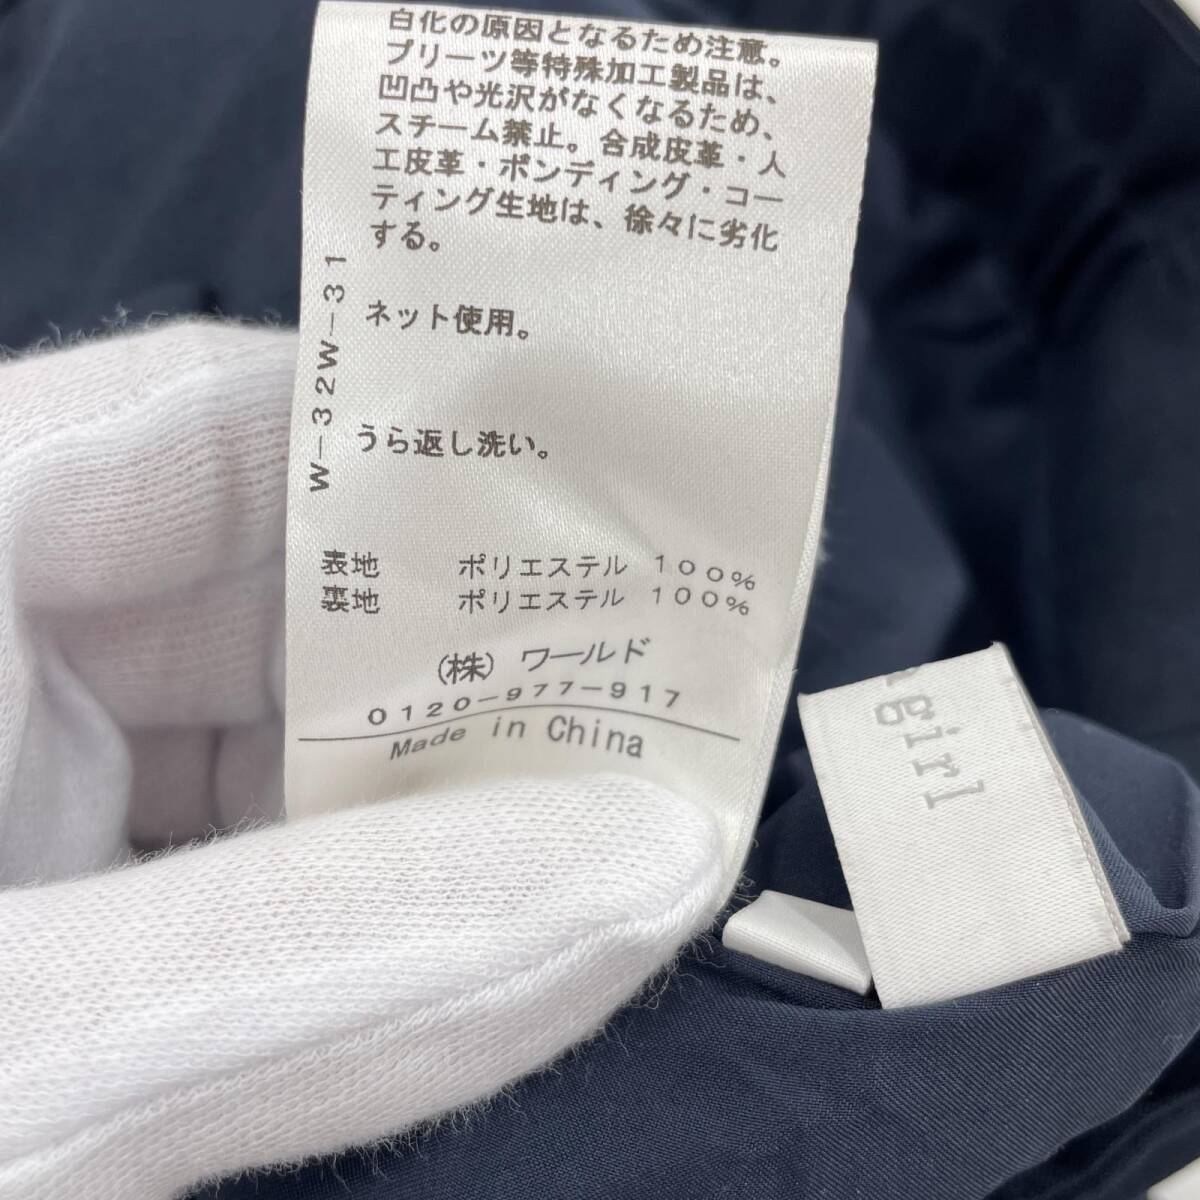 白化の原因となるため注意。
プリーツ等特殊加工製品は、
凹凸や光沢がなくなるため、
スチーム禁止。合成皮革・人
工皮革・ボンディング・コー
ティング生地は、徐々に劣化
する。
ネット使用。
うら返し洗い。
W-32W-31
表地 ポリエステル 100%
裏地 ポリエステル 100%
(株) ワールド
0120-977-917
Made in China
girl